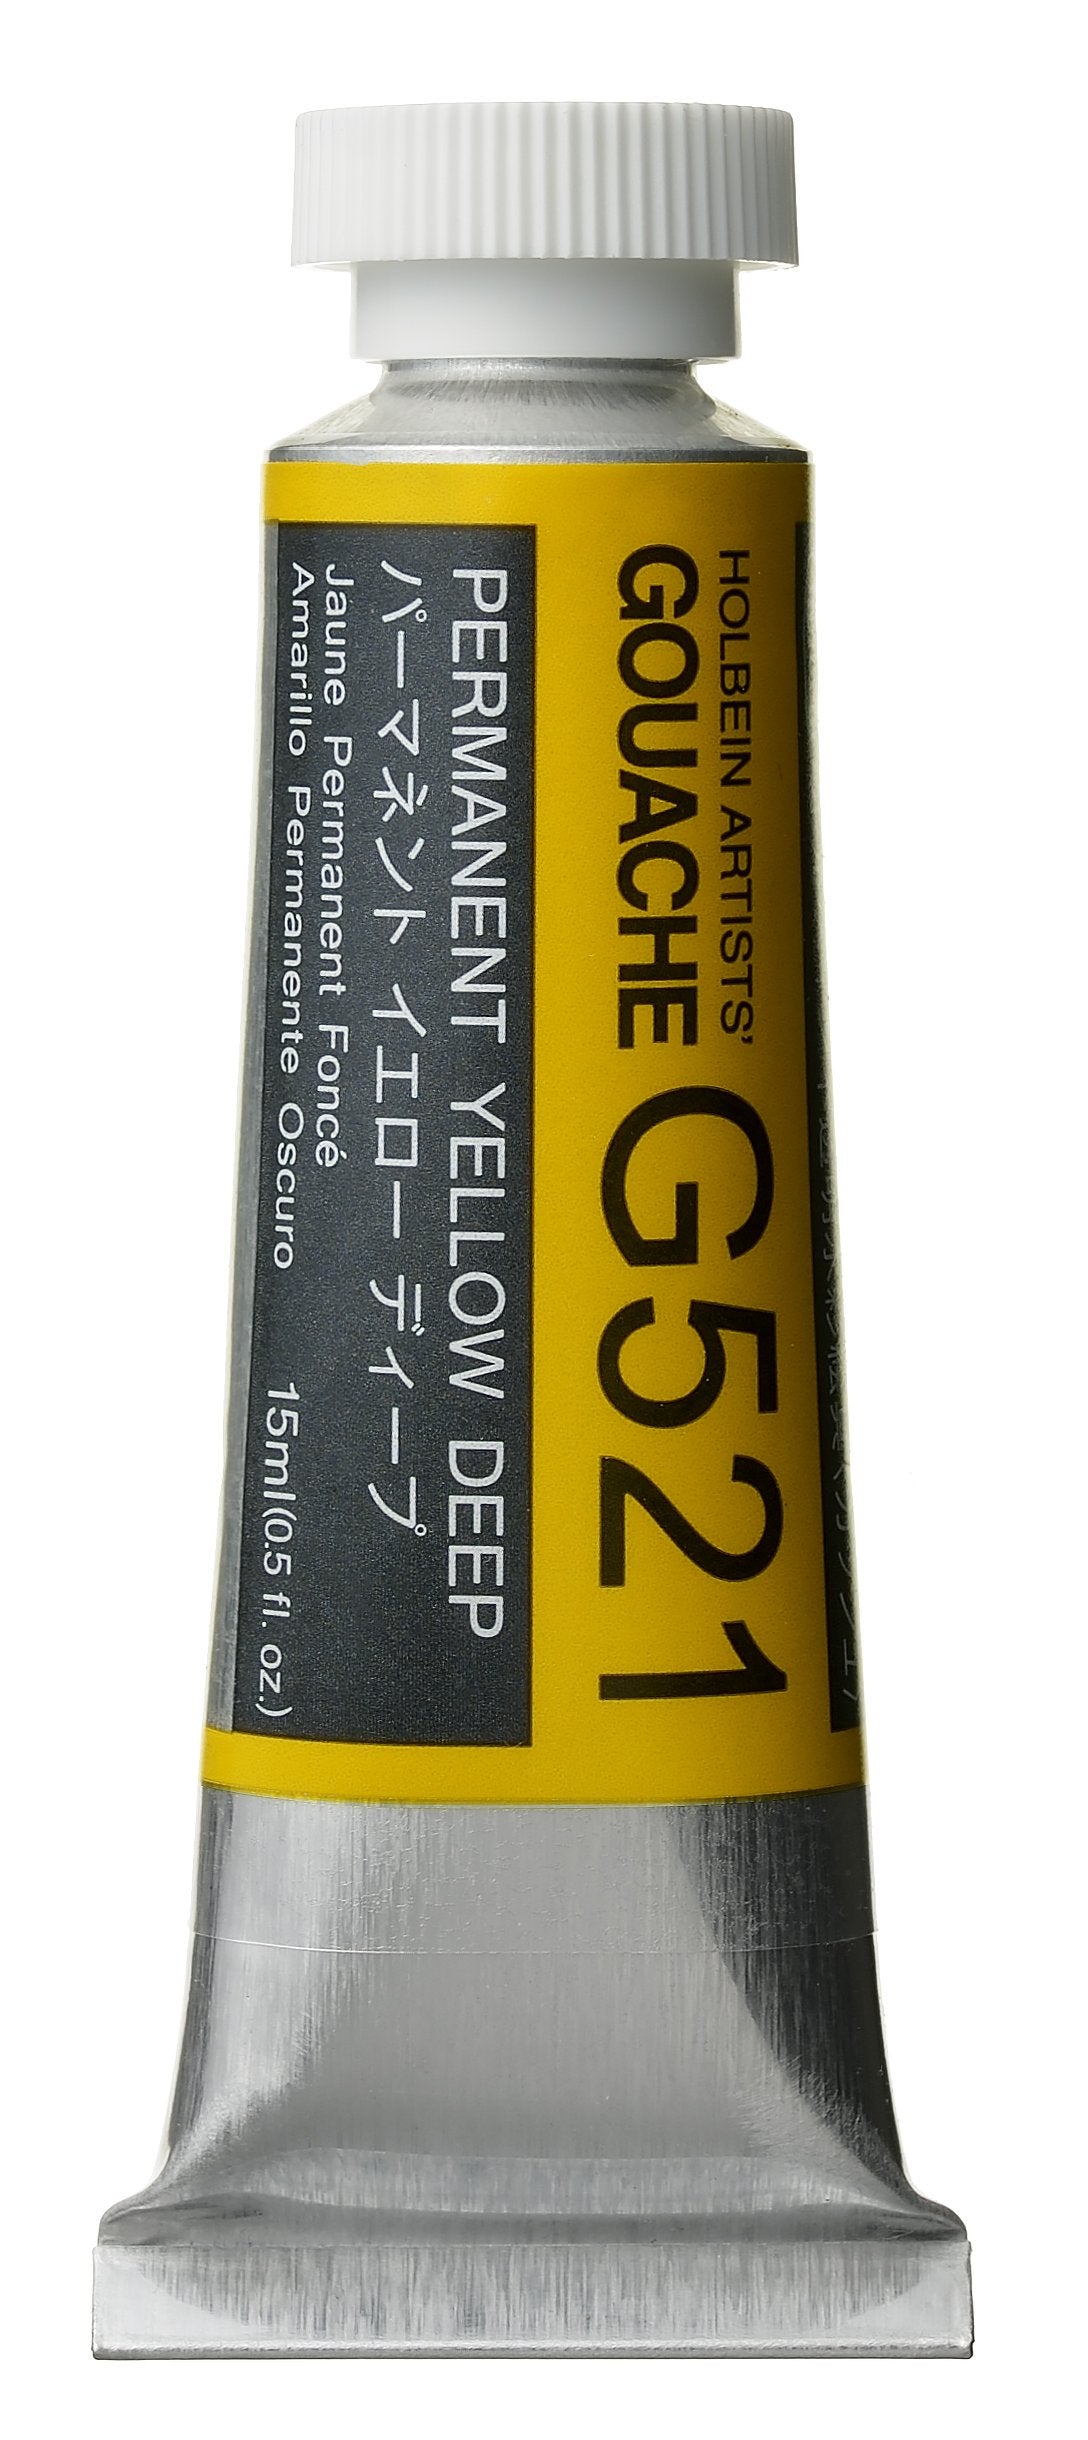 HOLBEIN ARTISTS'
GOUACHE G521
PERMANENT YELLOW DEEP
パーマネント イエロー ディープ
Jaune Permanent Foncé
Amarillo Permanente Oscuro 15ml(0.5 fl. oz.)